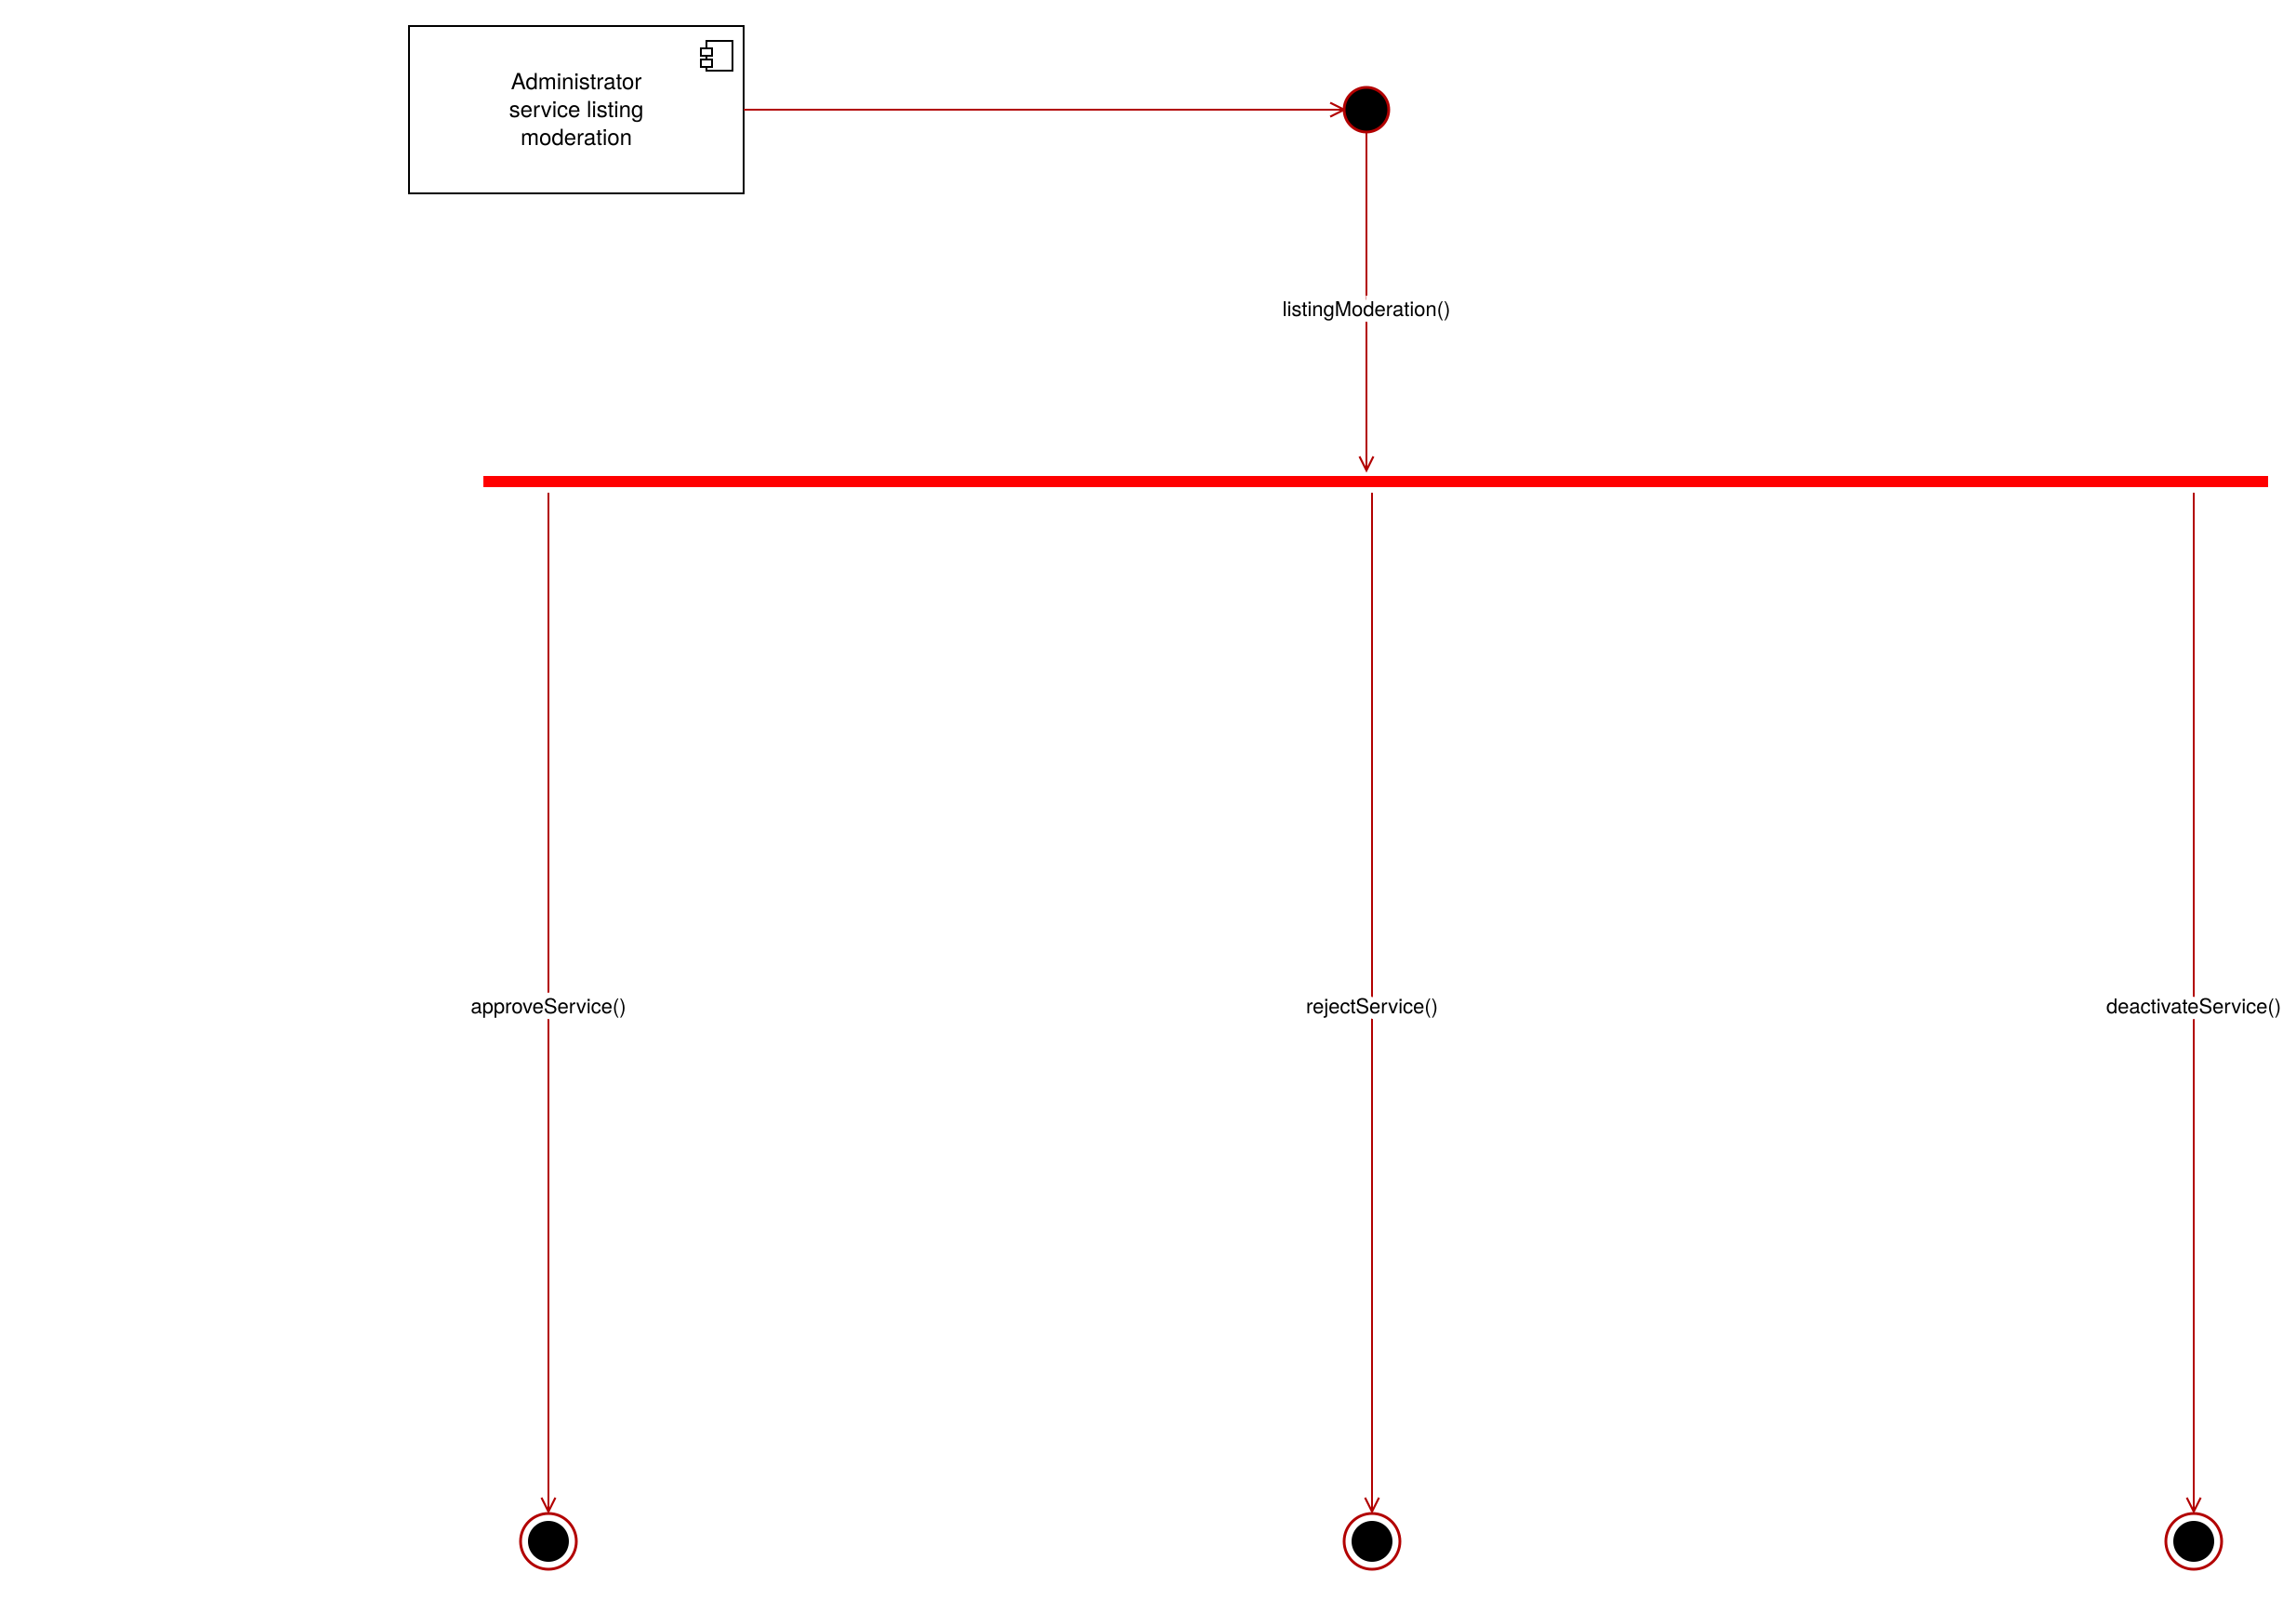 Administrator
service listing
moderation
listingModeration()
approveService()
rejectService()
deactivateService()